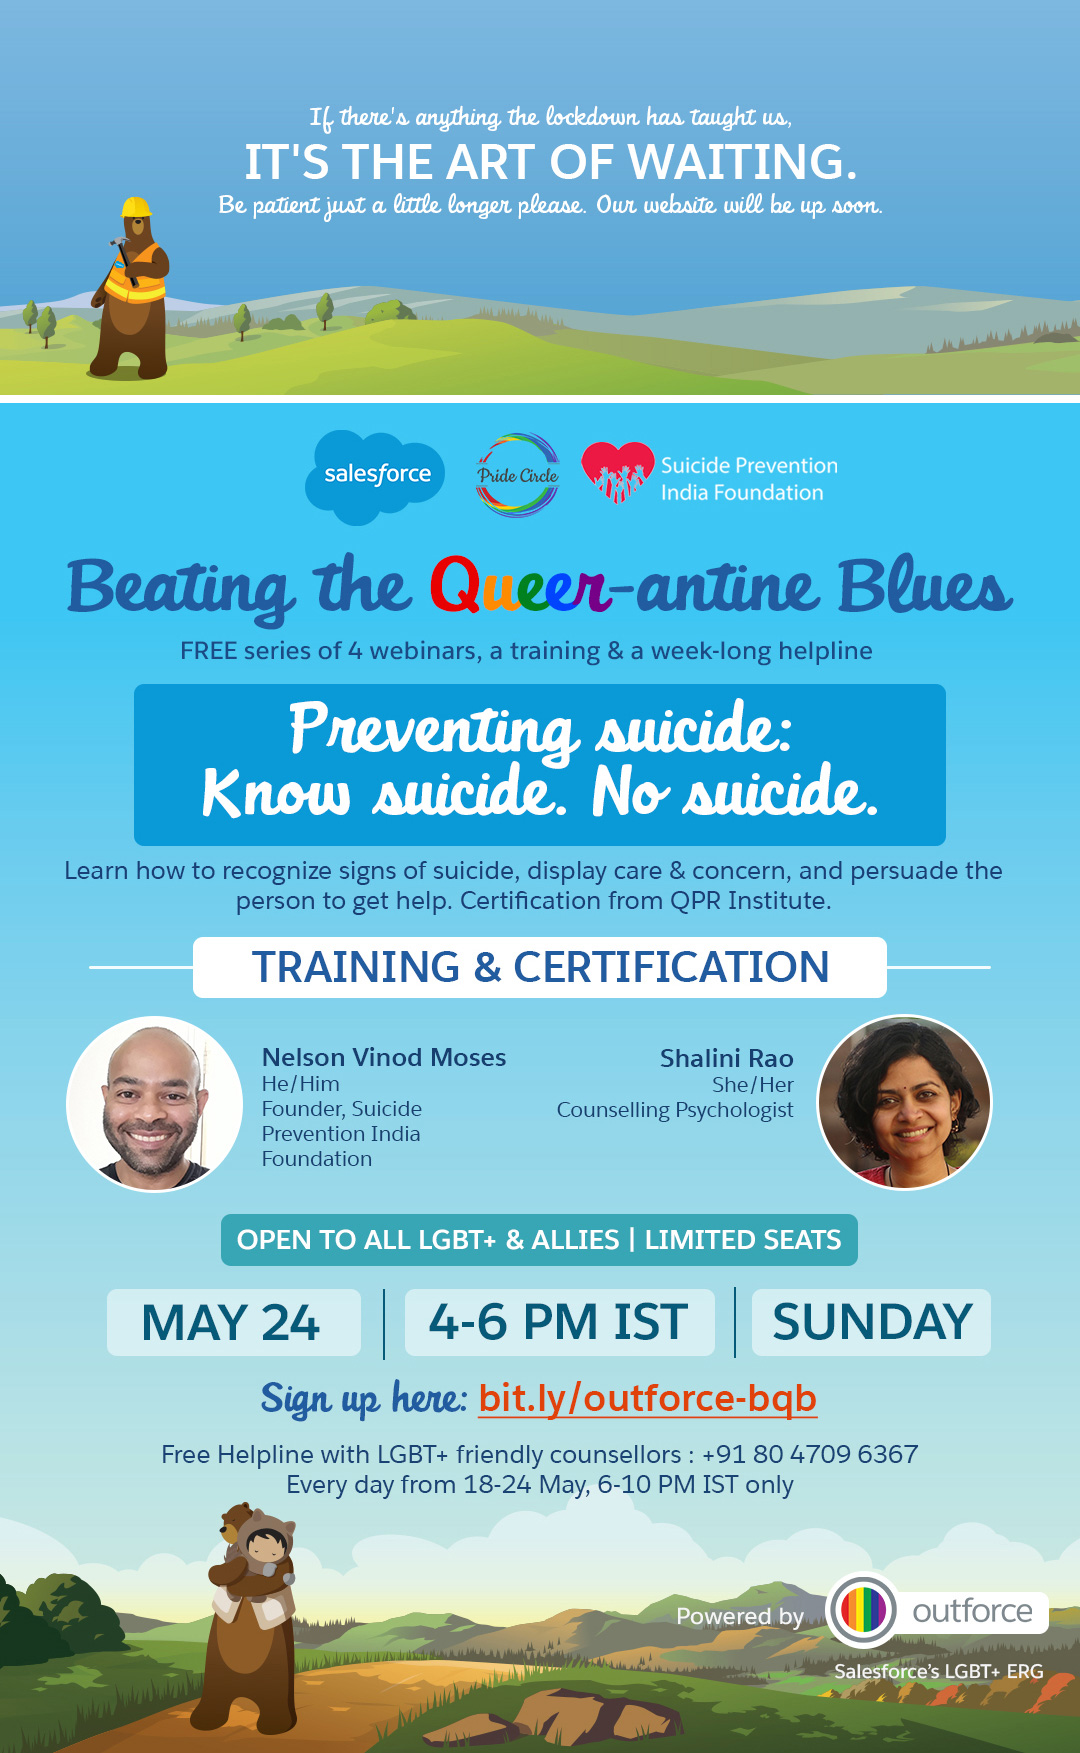 If there's anything the lockdown has taught us,
IT'S THE ART OF WAITING.
Be patient just a little longer please. Our website will be up soon.
salesforce
Pride Circle
Suicide Prevention
India Foundation
Beating the Queer-antine Blues
FREE series of 4 webinars, a training & a week-long helpline
Preventing suicide:
Know suicide. No suicide.
Learn how to recognize signs of suicide, display care & concern, and persuade the
person to get help. Certification from QPR Institute.
TRAINING & CERTIFICATION
Nelson Vinod Moses
He/Him
Founder, Suicide
Prevention India
Foundation
Shalini Rao
She/Her
Counselling Psychologist
OPEN TO ALL LGBT+ & ALLIES | LIMITED SEATS
MAY 24
4-6 PM IST
SUNDAY
Sign up here: bit.ly/outforce-bqb
Free Helpline with LGBT+ friendly counsellors : +91 80 4709 6367
Every day from 18-24 May, 6-10 PM IST only
Powered by
outforce
Salesforce's LGBT+ ERG